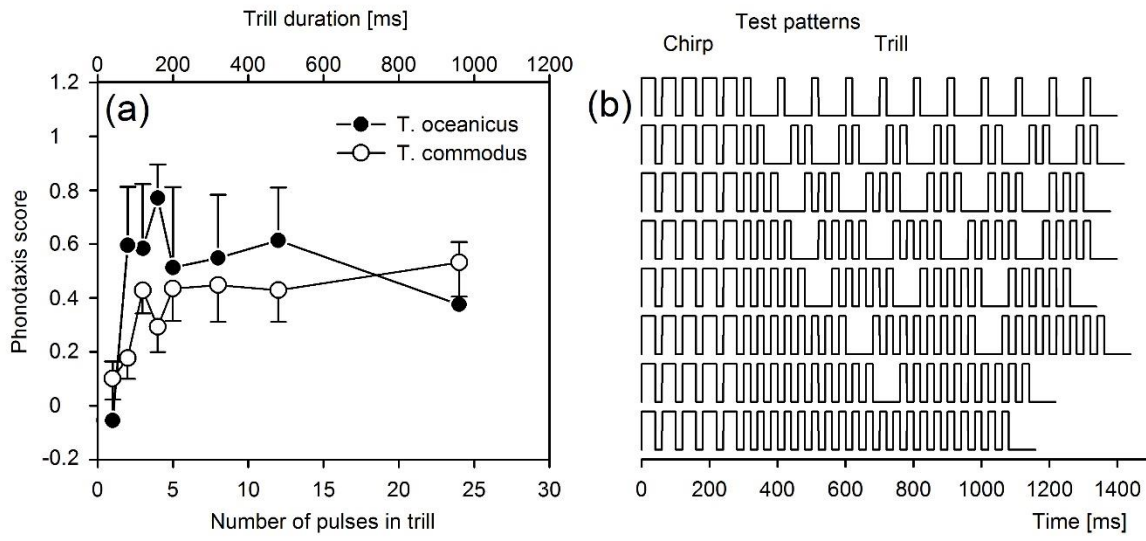 Trill duration [ms]
0 200 400 600 800 1000 1200
Phonotaxis score
1.2
1
0.8
0.6
0.4
0.2
0
-0.2
(a)
T. oceanicus
T. commodus
0 5 10 15 20 25 30
Number of pulses in trill
Test patterns
Chirp Trill
(b)
0 200 400 600 800 1000 1200 1400
Time [ms]